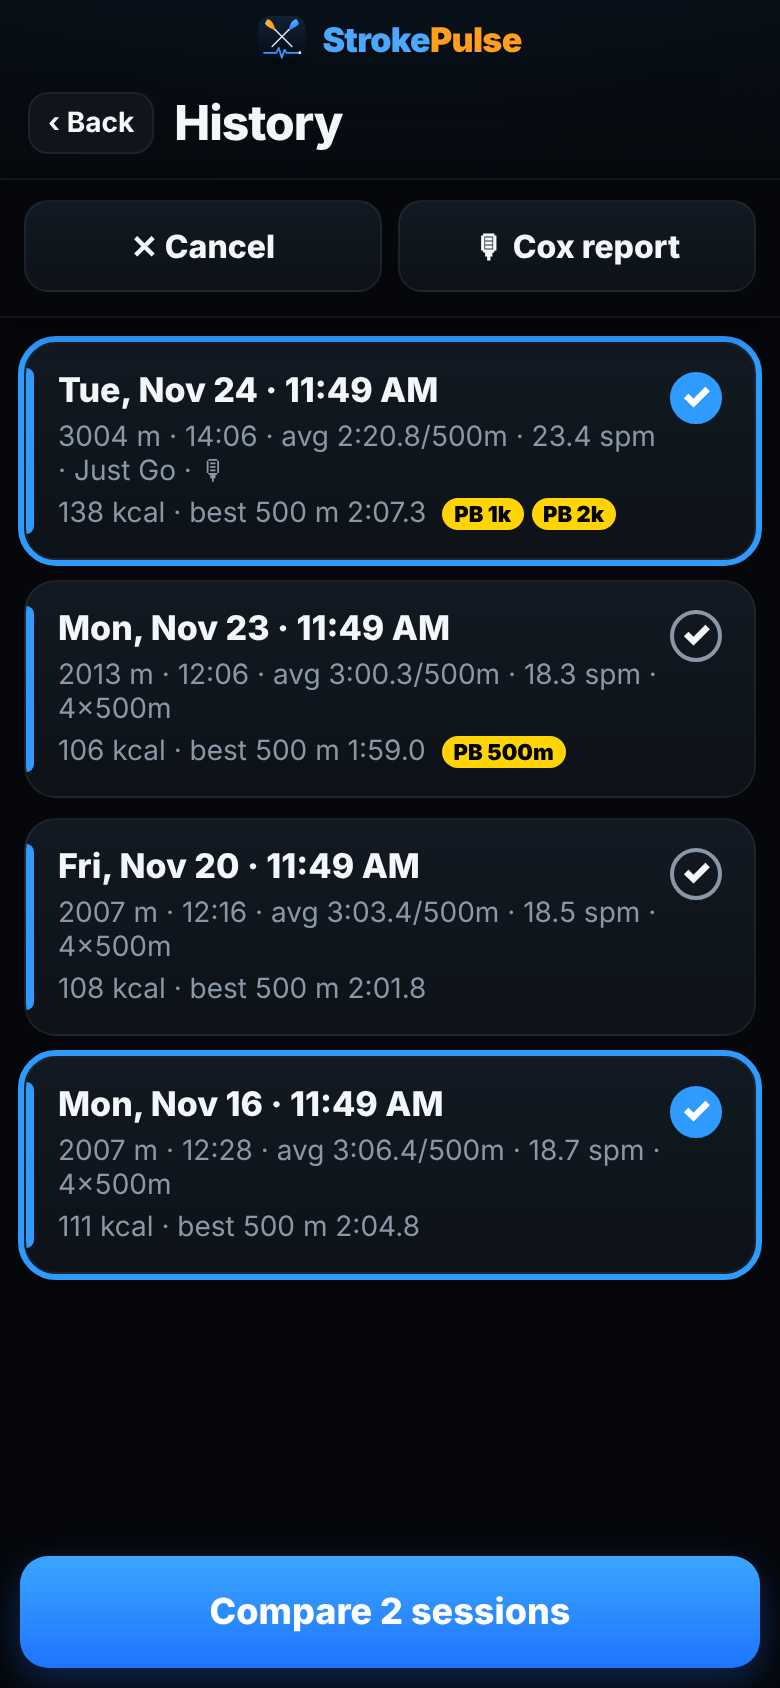 StrokePulse
‹ Back
History
✕ Cancel
🎙 Cox report
Tue, Nov 24 · 11:49 AM
3004 m · 14:06 · avg 2:20.8/500m · 23.4 spm
· Just Go · 🎙
138 kcal · best 500 m 2:07.3 PB 1k PB 2k
Mon, Nov 23 · 11:49 AM
2013 m · 12:06 · avg 3:00.3/500m · 18.3 spm ·
4×500m
106 kcal · best 500 m 1:59.0 PB 500m
Fri, Nov 20 · 11:49 AM
2007 m · 12:16 · avg 3:03.4/500m · 18.5 spm ·
4×500m
108 kcal · best 500 m 2:01.8
Mon, Nov 16 · 11:49 AM
2007 m · 12:28 · avg 3:06.4/500m · 18.7 spm ·
4×500m
111 kcal · best 500 m 2:04.8
Compare 2 sessions